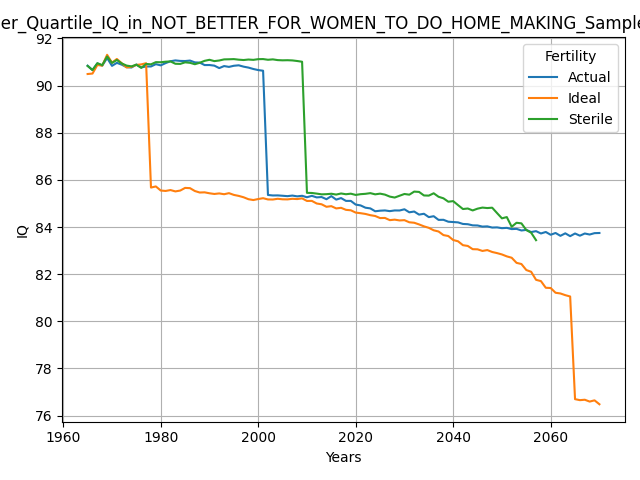 er_Quartile_IQ_in_NOT_BETTER_FOR_WOMEN_TO_DO_HOME_MAKING_Sample
92
90
88
86
84
82
80
78
76
IQ
Fertility
Actual
Ideal
Sterile
1960
1980
2000
2020
2040
2060
Years